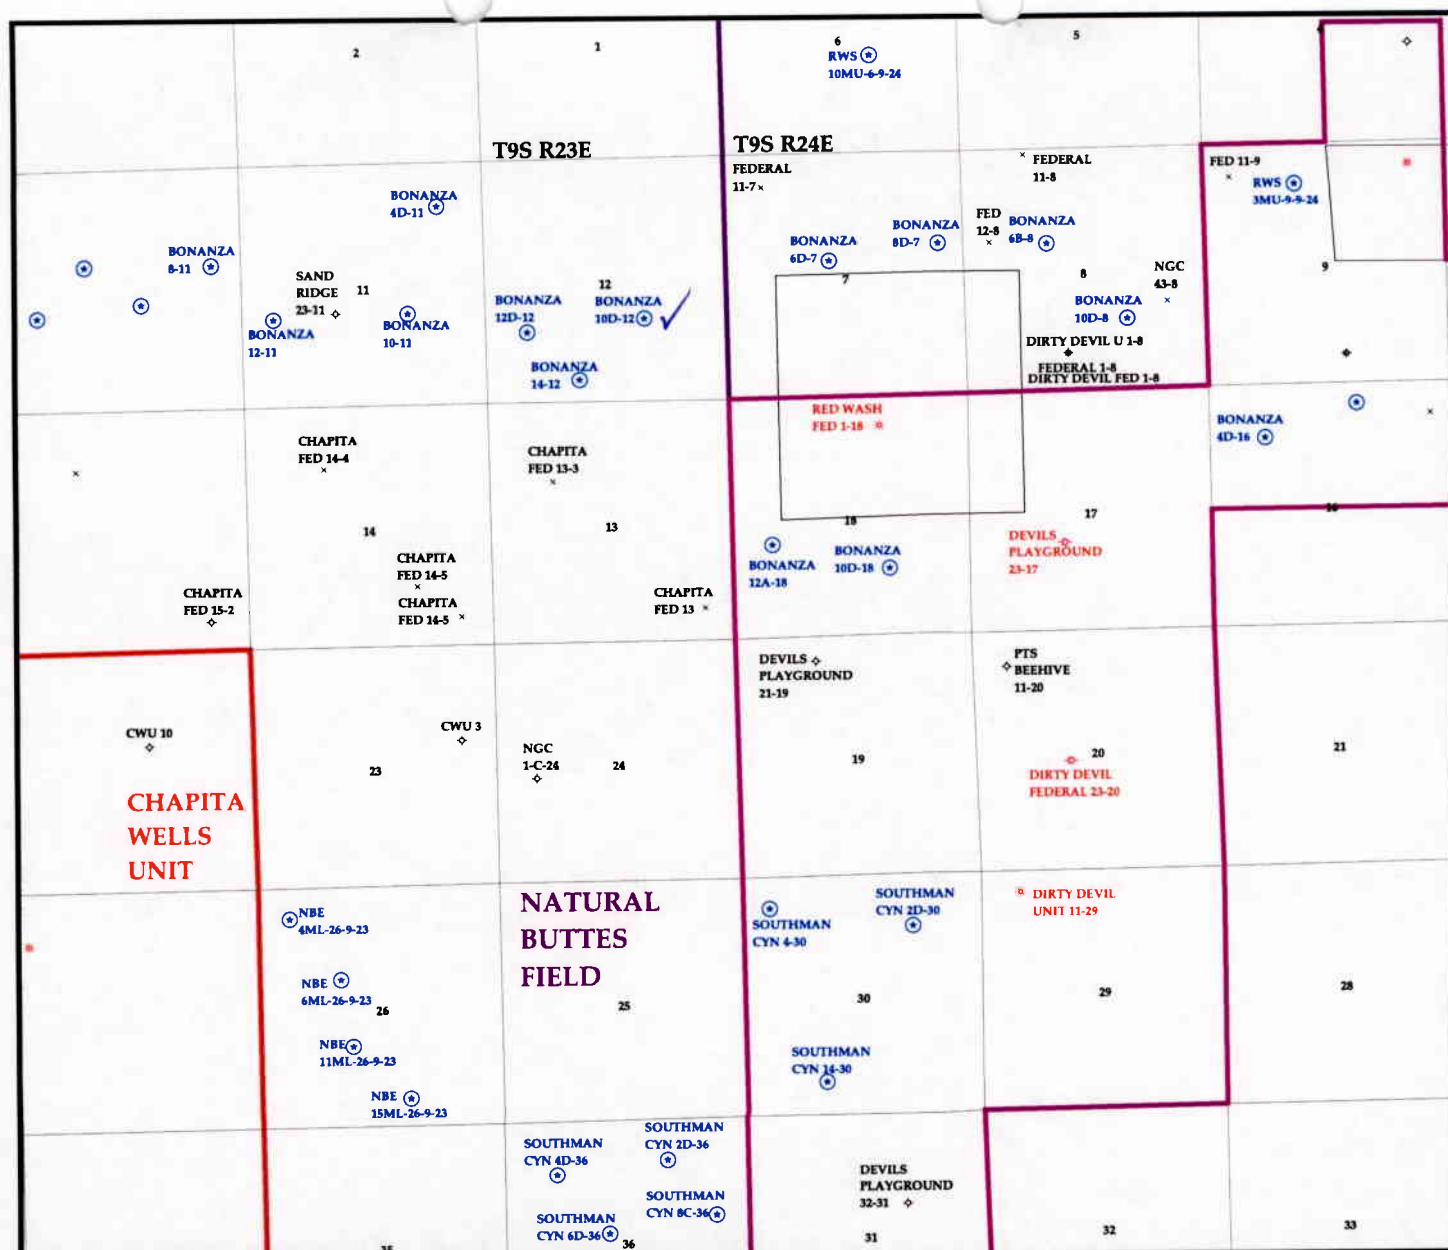 2
1
6
RWS
10MU-6-9-24
5
T9S R23E
T9S R24E
FEDERAL
11-7
FEDERAL
11-8
FED 11-9
RWS
3MU-9-9-24
BONANZA
4D-11
BONANZA
8-11
SAND
RIDGE
23-11
11
BONANZA
12-11
BONANZA
10-11
12
BONANZA
12D-12
BONANZA
10D-12
BONANZA
14-12
BONANZA
6D-7
BONANZA
8D-7
7
FED
12-8
BONANZA
6B-8
8
NGC
43-8
BONANZA
10D-8
DIRTY DEVIL U 1-8
FEDERAL 1-8
DIRTY DEVIL FED 1-8
9
BONANZA
4D-16
16
CHAPITA
FED 14-4
CHAPITA
FED 13-3
14
13
CHAPITA
FED 14-5
CHAPITA
FED 14-5
CHAPITA
FED 15-2
CHAPITA
FED 13
RED WASH
FED 1-18
18
BONANZA
12A-18
BONANZA
10D-18
17
DEVILS
PLAYGROUND
23-17
CWU 10
CWU 3
NGC
1-C-24
24
23
CHAPITA
WELLS
UNIT
DEVILS
PLAYGROUND
21-19
19
PTS
BEEHIVE
11-20
20
DIRTY DEVIL
FEDERAL 23-20
21
NBE
4ML-26-9-23
NBE
6ML-26-9-23
26
NBE
11ML-26-9-23
NBE
15ML-26-9-23
NATURAL
BUTTES
FIELD
25
SOUTHMAN
CYN 4-30
SOUTHMAN
CYN 2D-30
30
SOUTHMAN
CYN 14-30
DIRTY DEVIL
UNIT 11-29
29
28
SOUTHMAN
CYN 4D-36
SOUTHMAN
CYN 2D-36
SOUTHMAN
CYN 8C-36
SOUTHMAN
CYN 6D-36
36
35
DEVILS
PLAYGROUND
32-31
31
32
33